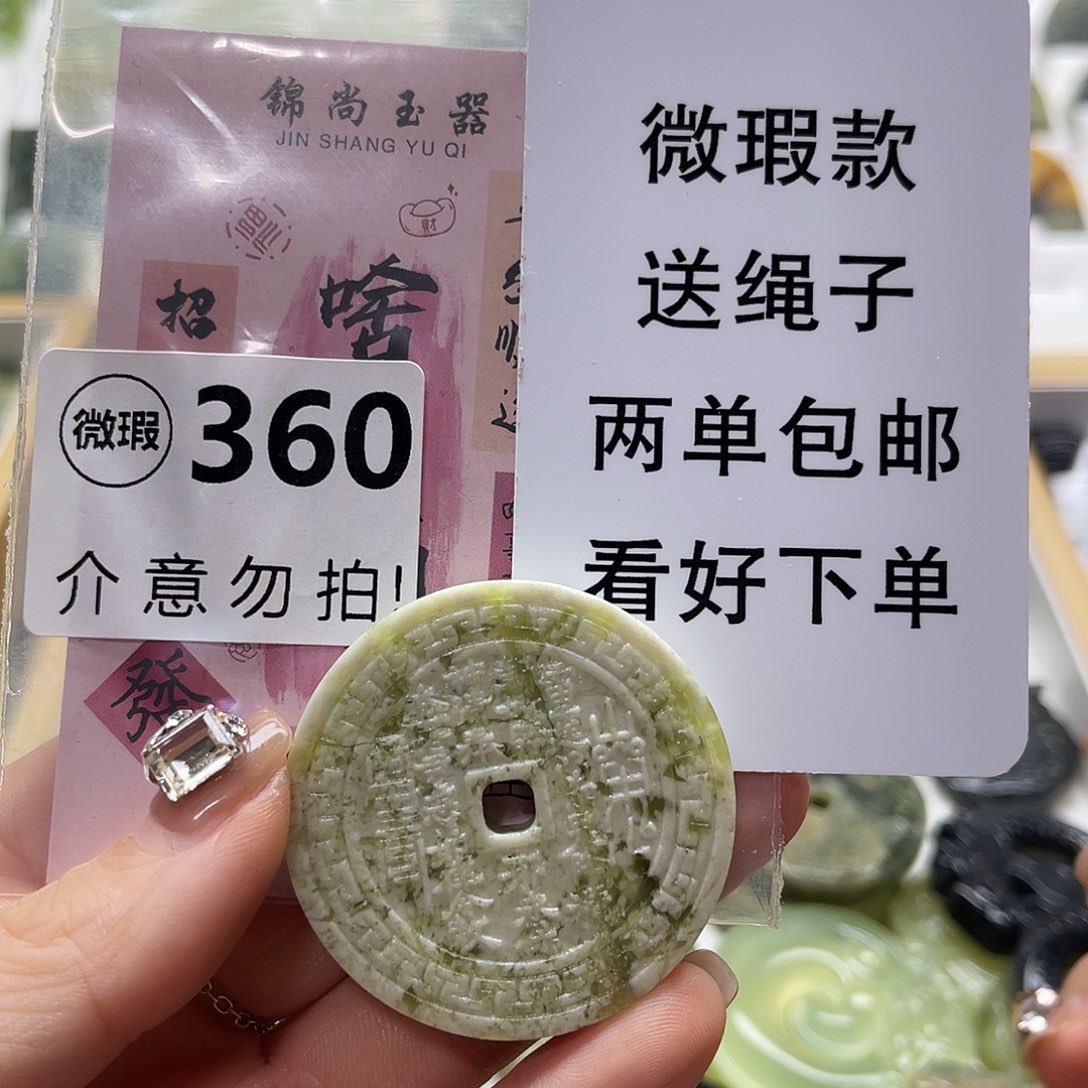 錦尚玉器
JIN SHANG YU QI
招
啥
微瑕 360
介意勿拍!
發
微瑕款
送绳子
两单包邮
看好下单